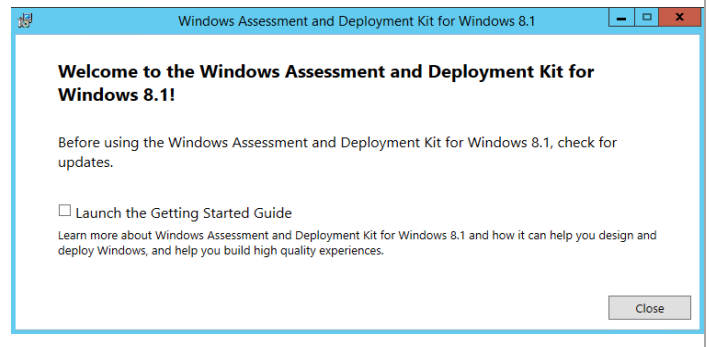 Windows Assessment and Deployment Kit for Windows 8.1
Welcome to the Windows Assessment and Deployment Kit for
Windows 8.1!
Before using the Windows Assessment and Deployment Kit for Windows 8.1, check for
updates.
Launch the Getting Started Guide
Learn more about Windows Assessment and Deployment Kit for Windows 8.1 and how it can help you design and
deploy Windows, and help you build high quality experiences.
Close